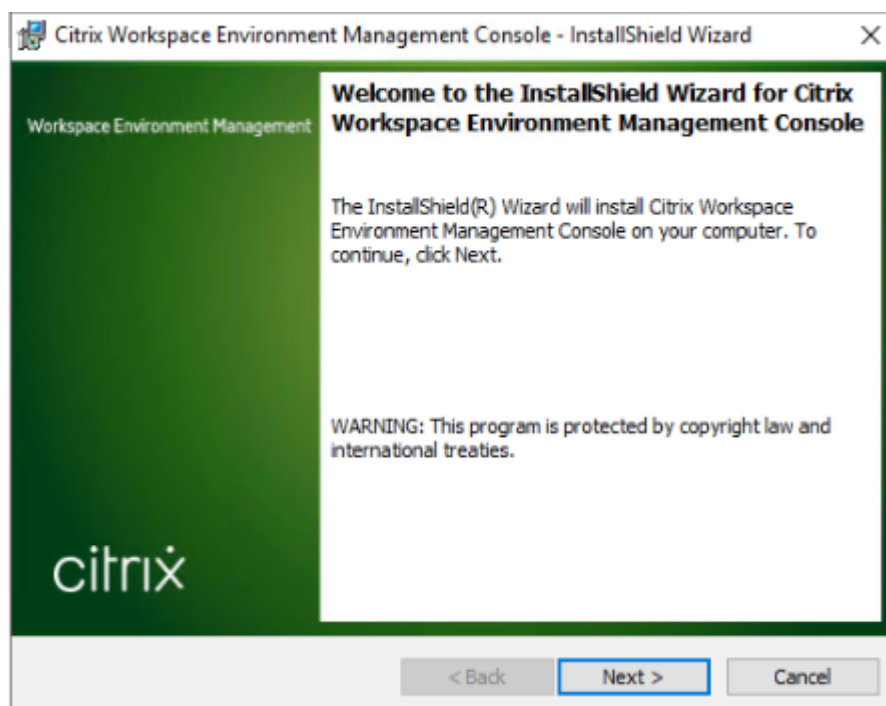 Citrix Workspace Environment Management Console - InstallShield Wizard
Workspace Environment Management
Welcome to the InstallShield Wizard for Citrix
Workspace Environment Management Console
The InstallShield(R) Wizard will install Citrix Workspace
Environment Management Console on your computer. To
continue, click Next.
WARNING: This program is protected by copyright law and
international treaties.
citrix
< Back
Next >
Cancel